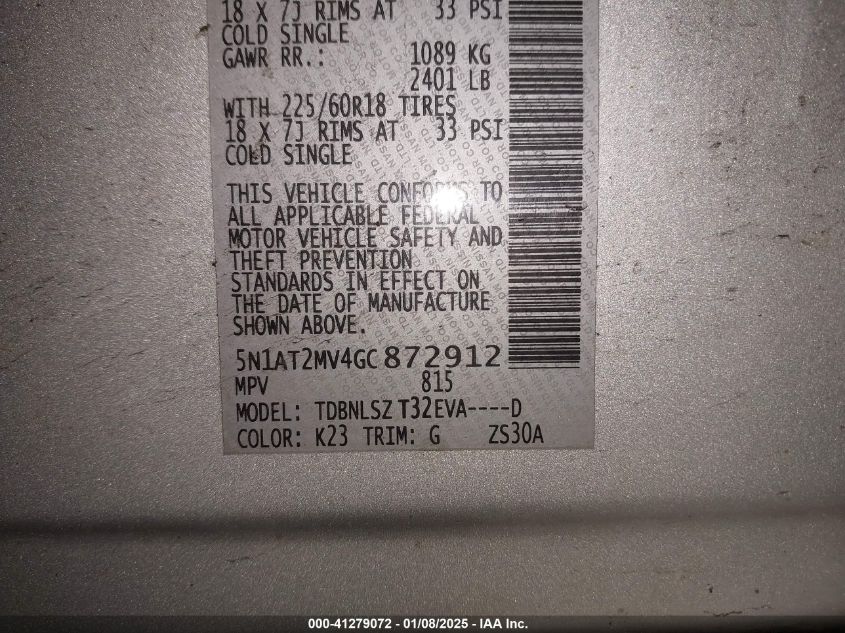 18 X 7J RIMS AT 33 PSI
COLD SINGLE
GAWR RR.: 1089 KG
2401 LB
WITH 225/60R18 TIRES
18 X 7J RIMS AT 33 PSI
COLD SINGLE
THIS VEHICLE CONFORMS TO
ALL APPLICABLE FEDERAL
MOTOR VEHICLE SAFETY AND
THEFT PREVENTION
STANDARDS IN EFFECT ON
THE DATE OF MANUFACTURE
SHOWN ABOVE.
5N1AT2MV4GC872912
MPV 815
MODEL: TDBNLSZ T32EVA----D
COLOR: K23 TRIM: G ZS30A
000-41279072 - 01/08/2025 - IAA Inc.